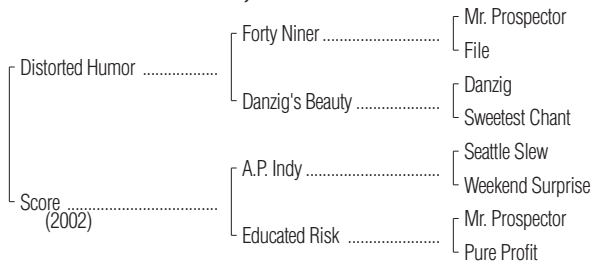 Mr. Prospector
Forty Niner
File
Distorted Humor
Danzig
Danzig's Beauty
Sweetest Chant
Seattle Slew
A.P. Indy
Weekend Surprise
Score
(2002)
Mr. Prospector
Educated Risk
Pure Profit